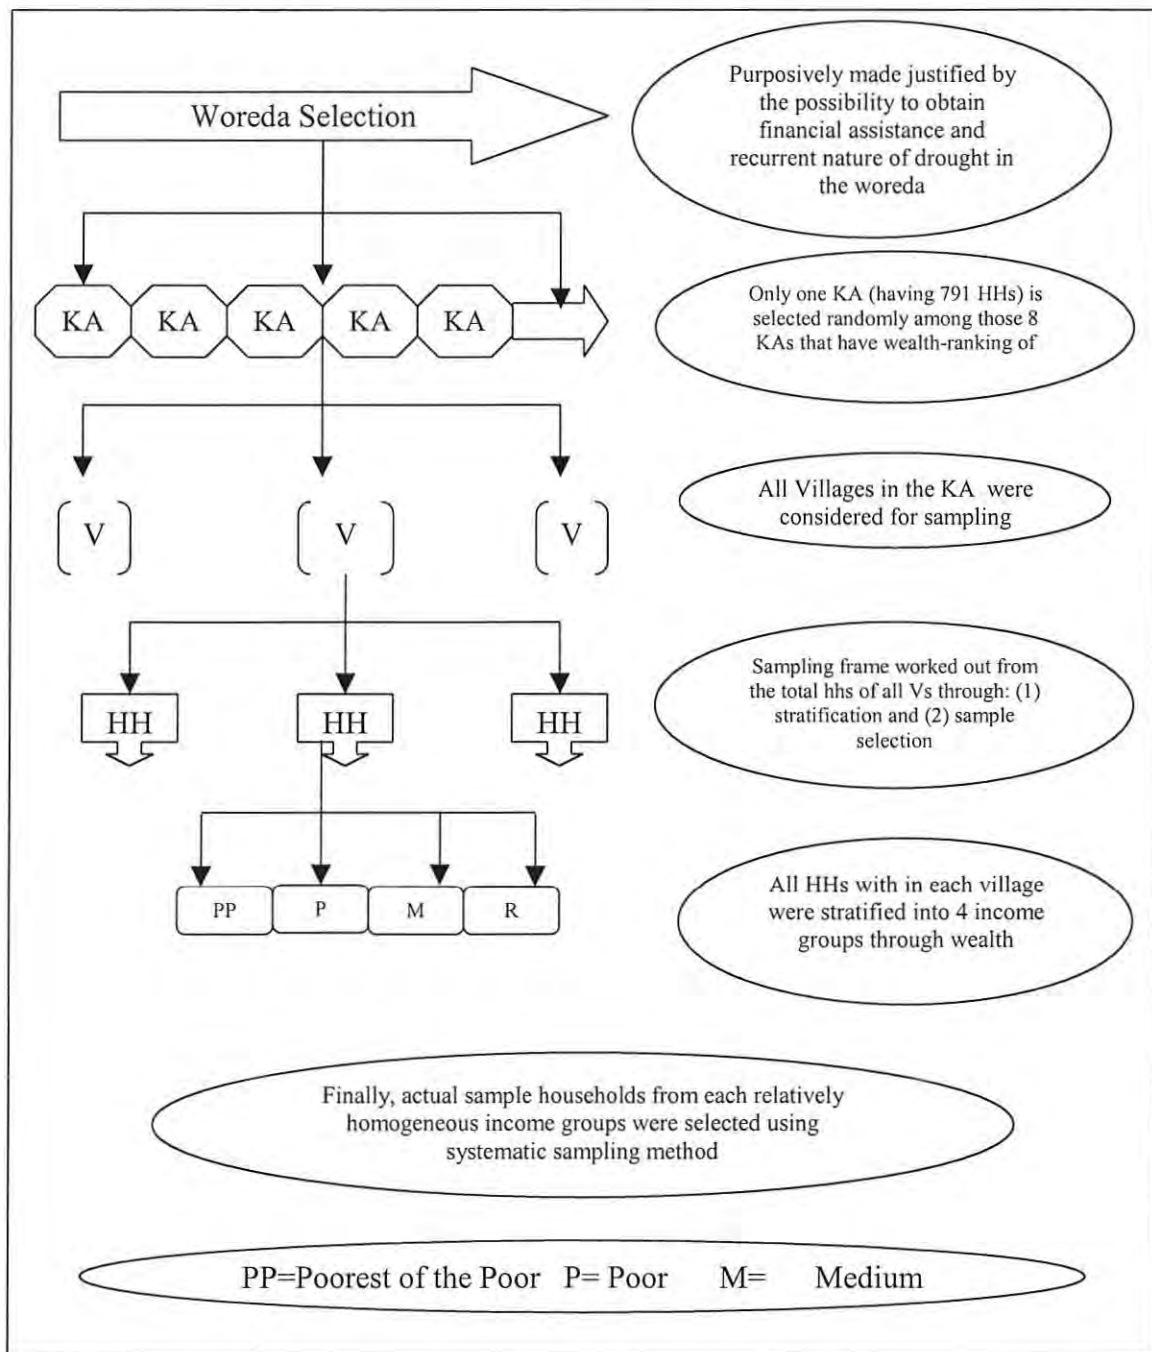 Woreda Selection
Purposively made justified by
the possibility to obtain
financial assistance and
recurrent nature of drought in
the woreda
KA KA KA KA KA
Only one KA (having 791 HHs) is
selected randomly among those 8
KAs that have wealth-ranking of
All Villages in the KA were
considered for sampling
V V V
Sampling frame worked out from
the total hhs of all Vs through: (1)
stratification and (2) sample
selection
HH HH HH
PP P M R
All HHs with in each village
were stratified into 4 income
groups through wealth
Finally, actual sample households from each relatively
homogeneous income groups were selected using
systematic sampling method
PP=Poorest of the Poor P= Poor M= Medium